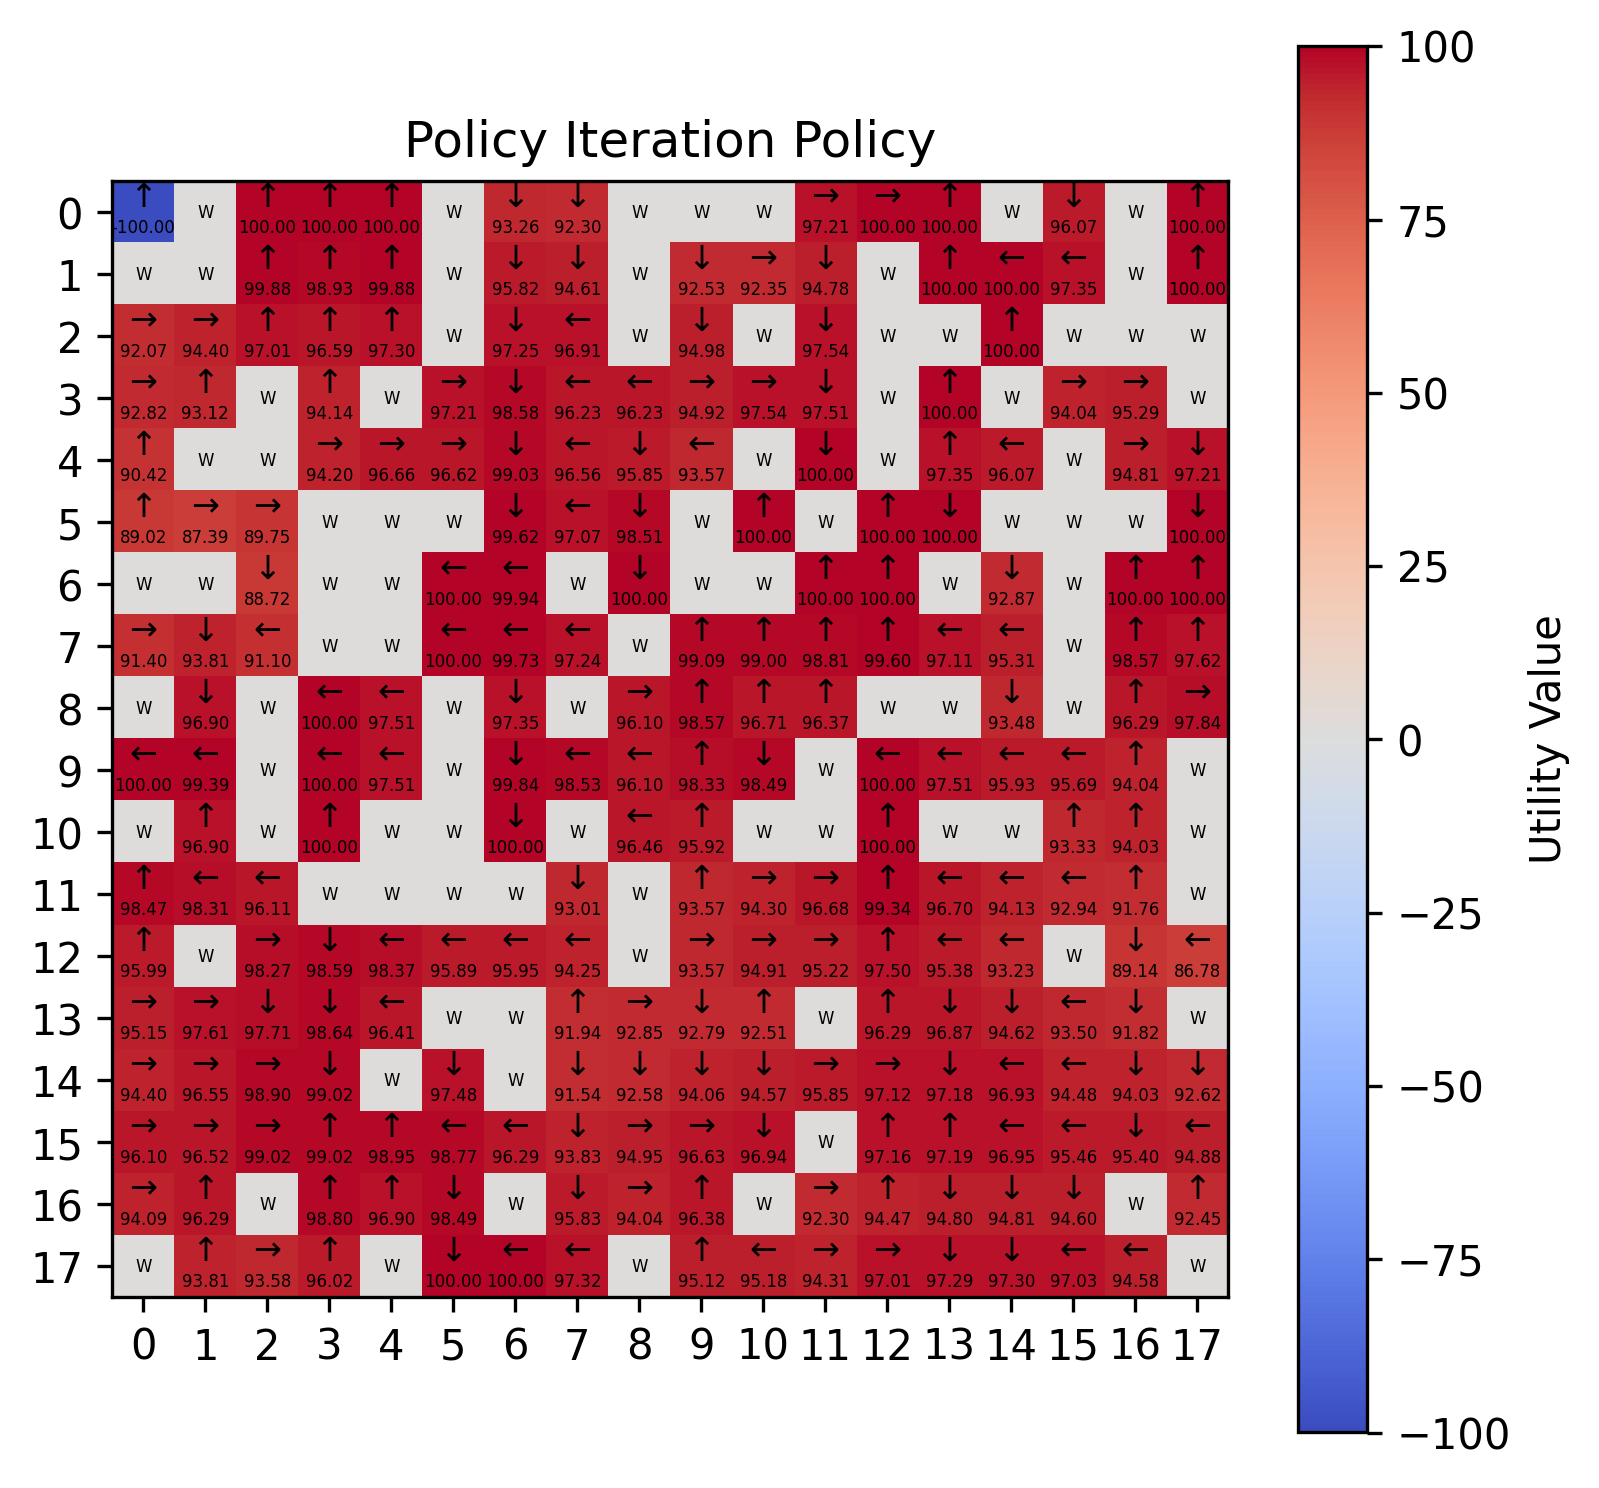 Policy Iteration Policy
0 ↑ -100.00 W ↑ 100.00 ↑ 100.00 ↑ 100.00 W ↓ 93.26 ↓ 92.30 W W W → 97.21 → 100.00 ↑ 100.00 W ↓ 96.07 W ↑ 100.00
1 W W ↑ 99.88 ↑ 98.93 ↑ 99.88 W ↓ 95.82 ↓ 94.61 W ↓ 92.53 → 92.35 ↓ 94.78 W ↑ 100.00 ← 100.00 ← 97.35 W ↑ 100.00
2 → 92.07 → 94.40 ↑ 97.01 ↑ 96.59 ↑ 97.30 W ↓ 97.25 ← 96.91 W ↓ 94.98 W ↓ 97.54 W W ↑ 100.00 W W W
3 → 92.82 ↑ 93.12 W ↑ 94.14 W → 97.21 ↓ 98.58 ← 96.23 ← 96.23 → 94.92 → 97.54 ↓ 97.51 W ↑ 100.00 W → 94.04 → 95.29 W
4 ↑ 90.42 W W → 94.20 → 96.66 → 96.62 ↓ 99.03 ← 96.56 ↓ 95.85 ← 93.57 W ↓ 100.00 W ↑ 97.35 ← 96.07 W → 94.81 ↓ 97.21
5 ↑ 89.02 → 87.39 → 89.75 W W W ↓ 99.62 ← 97.07 ↓ 98.51 W ↑ 100.00 W ↑ 100.00 ↓ 100.00 W W W ↓ 100.00
6 W W ↓ 88.72 W W ← 100.00 ← 99.94 W ↓ 100.00 W W ↑ 100.00 ↑ 100.00 W ↓ 92.87 W ↑ 100.00 ↑ 100.00
7 → 91.40 ↓ 93.81 ← 91.10 W W ← 100.00 ← 99.73 ← 97.24 W ↑ 99.09 ↑ 99.00 ↑ 98.81 ↑ 99.60 ← 97.11 ← 95.31 W ↑ 98.57 ↑ 97.62
8 W ↓ 96.90 W ← 100.00 ← 97.51 W ↓ 97.35 W → 96.10 ↑ 98.57 ↑ 96.71 ↑ 96.37 W W ↓ 93.48 W ↑ 96.29 → 97.84
9 ← 100.00 ← 99.39 W ← 100.00 ← 97.51 W ↓ 99.84 ← 98.53 ← 96.10 ↑ 98.33 ↓ 98.49 W ← 100.00 ← 97.51 ← 95.93 ← 95.69 ↑ 94.04 W
10 W ↑ 96.90 W ↑ 100.00 W W ↓ 100.00 W ← 96.46 ↑ 95.92 W W ↑ 100.00 W W ↑ 93.33 ↑ 94.03 W
11 ↑ 98.47 ← 98.31 ← 96.11 W W W W ↓ 93.01 W ↑ 93.57 → 94.30 → 96.68 ↑ 99.34 ← 96.70 ← 94.13 ← 92.94 ↑ 91.76 W
12 ↑ 95.99 W → 98.27 ↓ 98.59 ← 98.37 ← 95.89 ← 95.95 ← 94.25 W → 93.57 → 94.91 → 95.22 ↑ 97.50 ← 95.38 ← 93.23 W ↓ 89.14 ← 86.78
13 → 95.15 → 97.61 ↓ 97.71 ↓ 98.64 ← 96.41 W W ↑ 91.94 → 92.85 ↓ 92.79 ↑ 92.51 W ↑ 96.29 ↓ 96.87 ↓ 94.62 ← 93.50 ↓ 91.82 W
14 → 94.40 → 96.55 → 98.90 ↓ 99.02 W ↓ 97.48 W ↓ 91.54 ↓ 92.58 ↓ 94.06 ↓ 94.57 → 95.85 → 97.12 ↓ 97.18 ← 96.93 ← 94.48 ↓ 94.03 ↓ 92.62
15 → 96.10 → 96.52 → 99.02 ↑ 99.02 ↑ 98.95 ← 98.77 ← 96.29 ↓ 93.83 → 94.95 → 96.63 ↓ 96.94 W ↑ 97.16 ↑ 97.19 ← 96.95 ← 95.46 ↓ 95.40 ← 94.88
16 → 94.09 ↑ 96.29 W ↑ 98.80 ↑ 96.90 ↓ 98.49 W ↓ 95.83 → 94.04 ↑ 96.38 W → 92.30 ↑ 94.47 ↓ 94.80 ↓ 94.81 ↓ 94.60 W ↑ 92.45
17 W ↑ 93.81 → 93.58 ↑ 96.02 W ↓ 100.00 ← 100.00 ← 97.32 W ↑ 95.12 ← 95.18 → 94.31 → 97.01 ↓ 97.29 ↓ 97.30 ← 97.03 ← 94.58 W
0 1 2 3 4 5 6 7 8 9 10 11 12 13 14 15 16 17
100
75
50
25
0
−25
−50
−75
−100
Utility Value